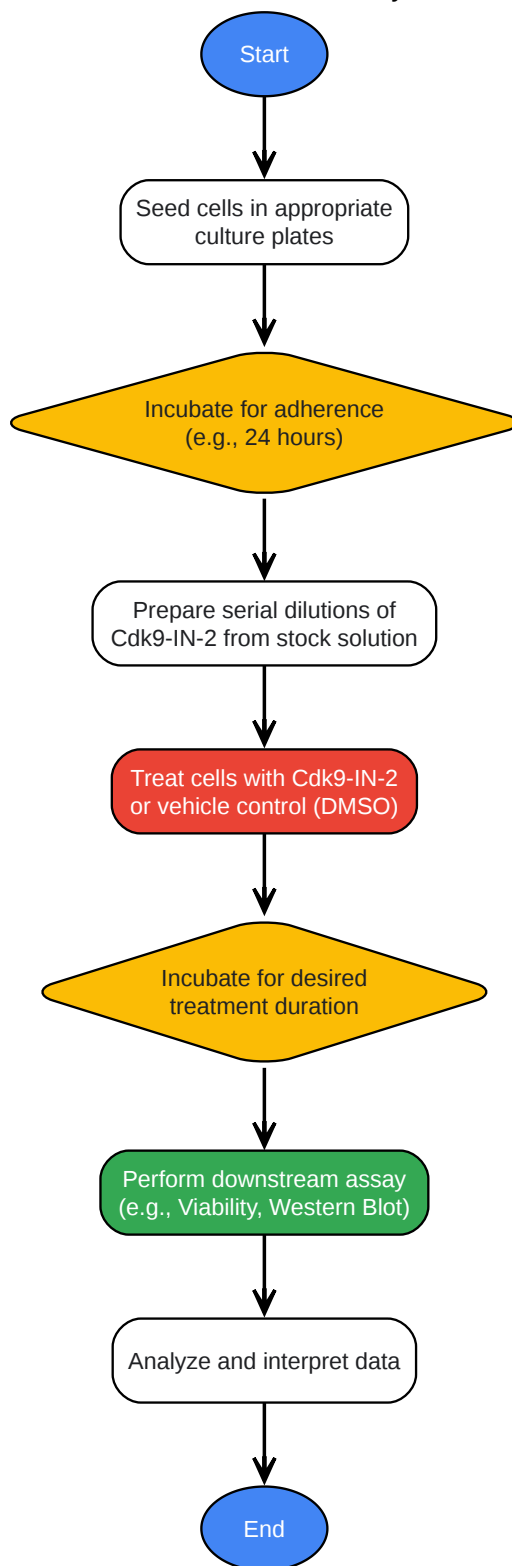 Start
Seed cells in appropriate
culture plates
Incubate for adherence
(e.g., 24 hours)
Prepare serial dilutions of
Cdk9-IN-2 from stock solution
Treat cells with Cdk9-IN-2
or vehicle control (DMSO)
Incubate for desired
treatment duration
Perform downstream assay
(e.g., Viability, Western Blot)
Analyze and interpret data
End